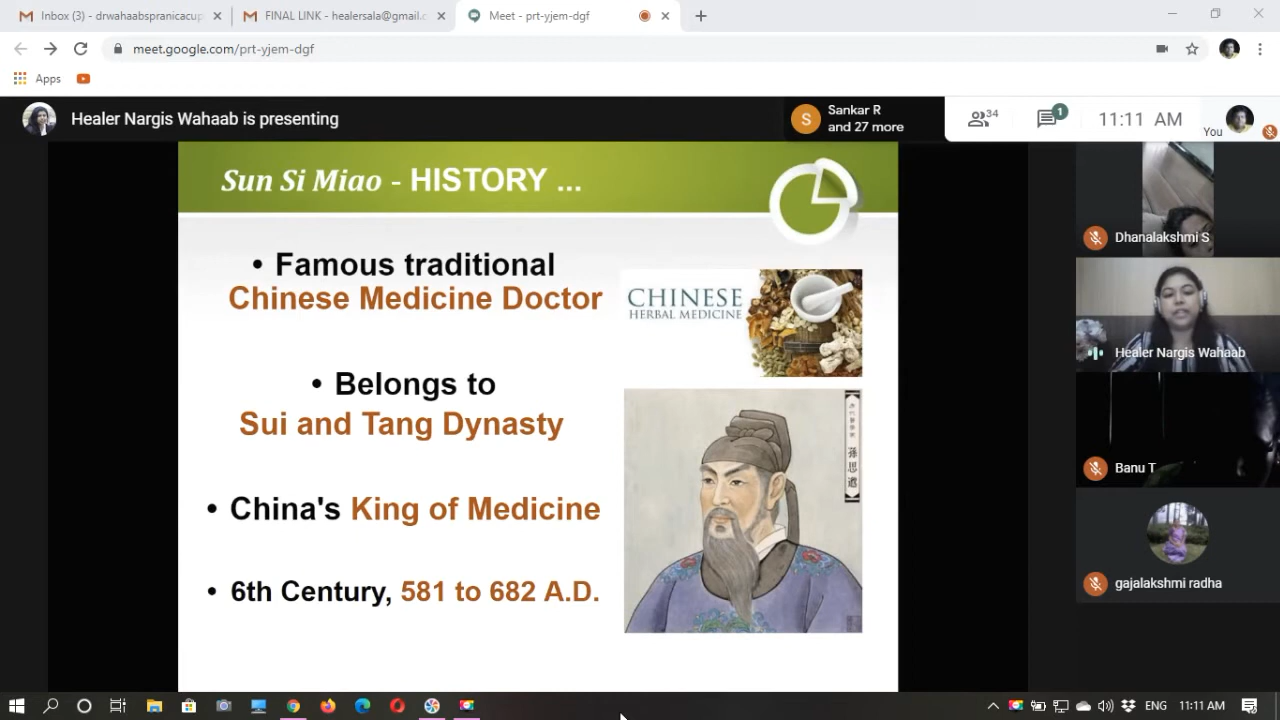 Inbox (3) - drwahaabspranicacup
FINAL LINK - healersala@gmail.c
Meet - prt-yjem-dgf
meet.google.com/prt-yjem-dgf
Apps
Healer Nargis Wahaab is presenting
S
Sankar R
and 27 more
34
1
11:11 AM
You
Sun Si Miao - HISTORY ...
• Famous traditional
Chinese Medicine Doctor
CHINESE
HERBAL MEDICINE
• Belongs to
Sui and Tang Dynasty
• China's King of Medicine
• 6th Century, 581 to 682 A.D.
孫思邈
Dhanalakshmi S
Healer Nargis Wahaab
Banu T
gajalakshmi radha
ENG
11:11 AM